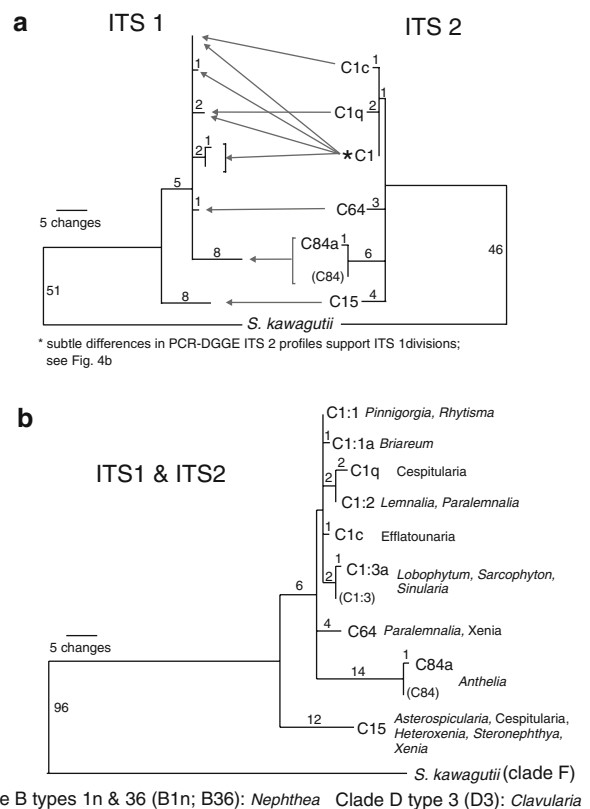 a
ITS 1
ITS 2
1
C1c
1
1
2
C1q
2
*C1
1
2
5
1
C64
3
5 changes
8
C84a
1
(C84)
6
46
51
8
C15
4
S. kawagutii
* subtle differences in PCR-DGGE ITS 2 profiles support ITS 1divisions;
see Fig. 4b
b
ITS1 & ITS2
C1:1 Pinnigorgia, Rhytisma
1 C1:1a Briareum
2 C1q Cespitularia
2
C1:2 Lemnalia, Paralemnalia
1 C1c Efflatounaria
1
C1:3a
2
(C1:3)
Lobophytum, Sarcophyton,
Sinularia
6
4 C64 Paralemnalia, Xenia
5 changes
14
1 C84a
(C84)
Anthelia
96
12 C15
Asterospicularia, Cespitularia,
Heteroxenia, Steronephthya,
Xenia
S. kawagutii (clade F)
e B types 1n & 36 (B1n; B36): Nephthea Clade D type 3 (D3): Clavularia